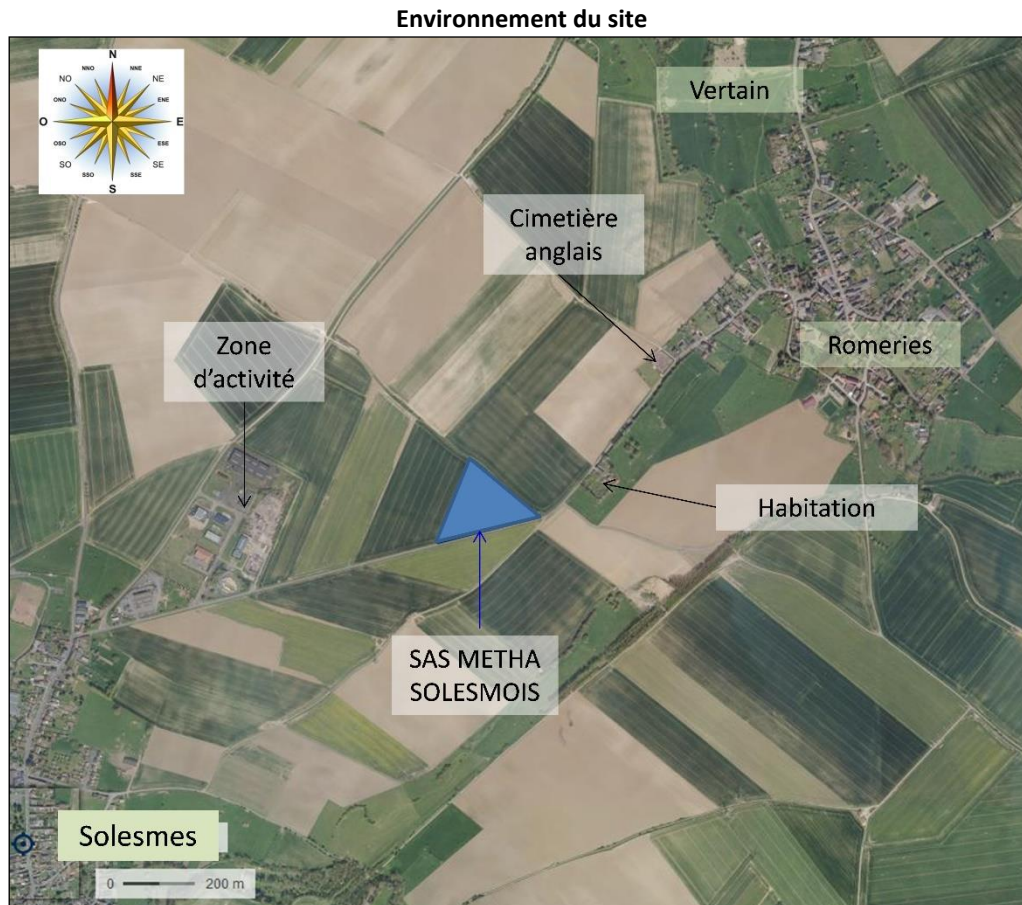 Environnement du site
N
NNO
NNE
NO
NE
ONO
ENE
O
E
OSO
ESE
SO
SE
SSO
SSE
S
Vertain
Cimetière
anglais
Zone
d'activité
Romeries
Habitation
SAS METHA
SOLESMOIS
Solesmes
0
200 m